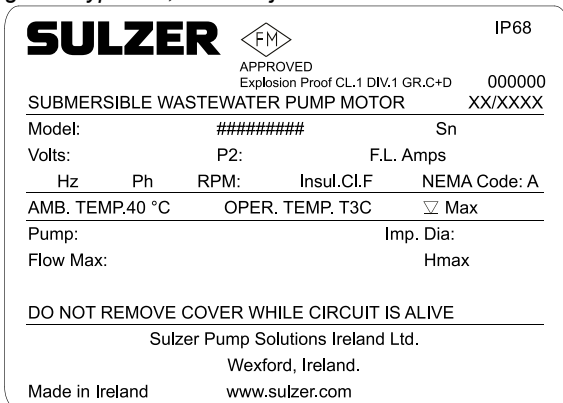 SULZER FM IP68
APPROVED
Explosion Proof CL.1 DIV.1 GR.C+D 000000
SUBMERSIBLE WASTEWATER PUMP MOTOR XX/XXXX
Model: ######### Sn
Volts: P2: F.L. Amps
Hz Ph RPM: Insul.Cl.F NEMA Code: A
AMB. TEMP.40 °C OPER. TEMP. T3C Max
Pump: Imp. Dia:
Flow Max: Hmax
DO NOT REMOVE COVER WHILE CIRCUIT IS ALIVE
Sulzer Pump Solutions Ireland Ltd.
Wexford, Ireland.
Made in Ireland www.sulzer.com